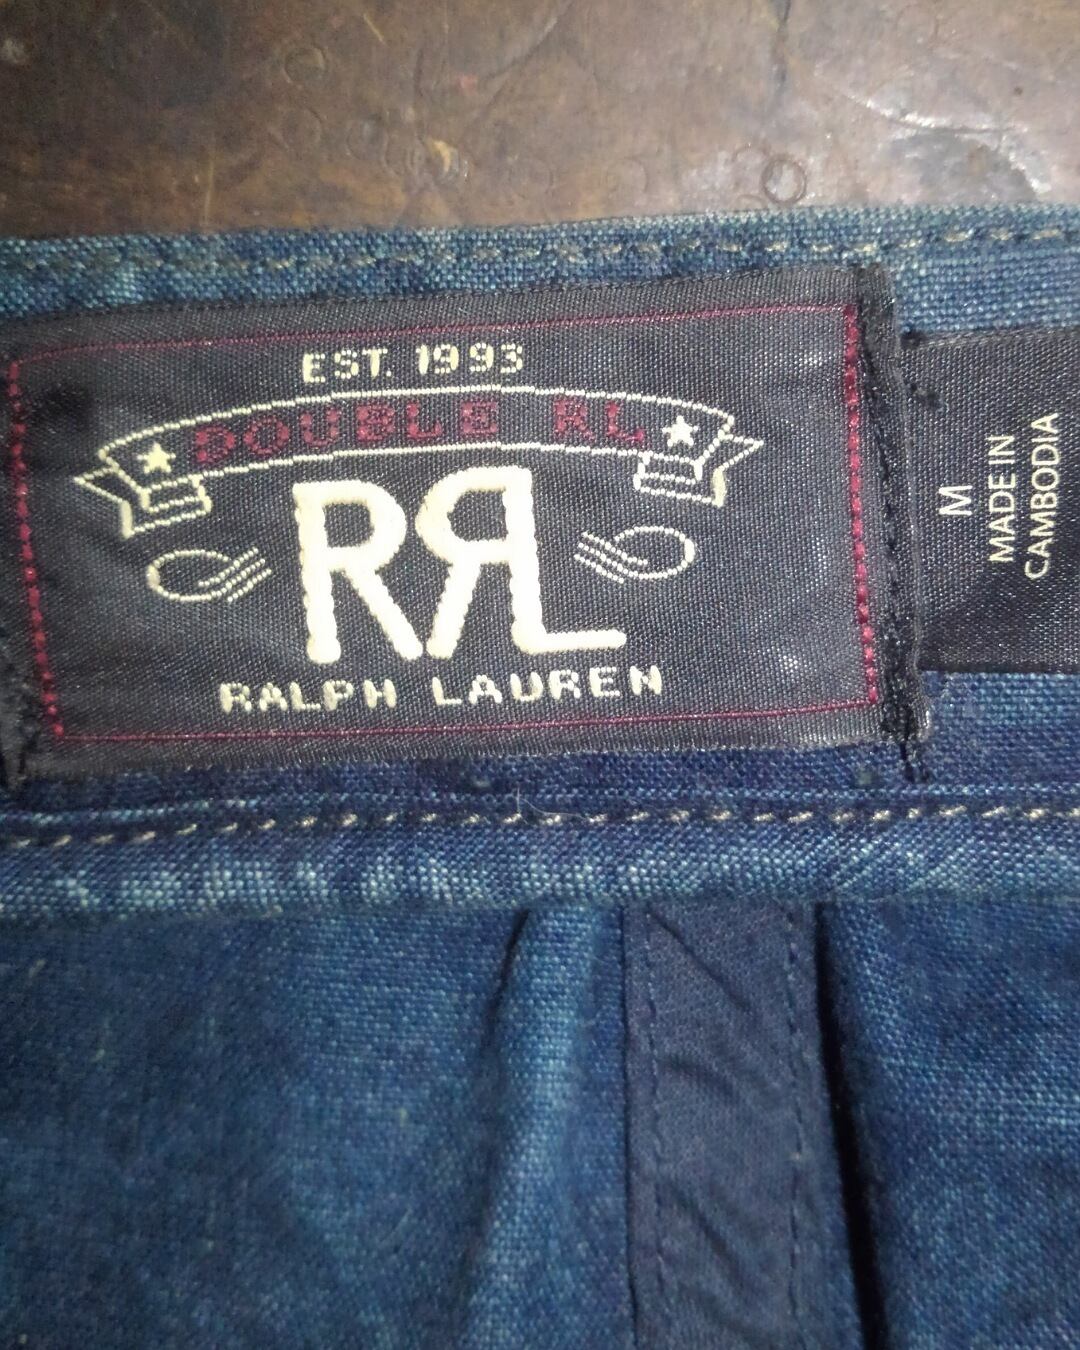 EST. 1993
DOUBLE RL
RRL
RALPH LAUREN
M
MADE IN
CAMBODIA